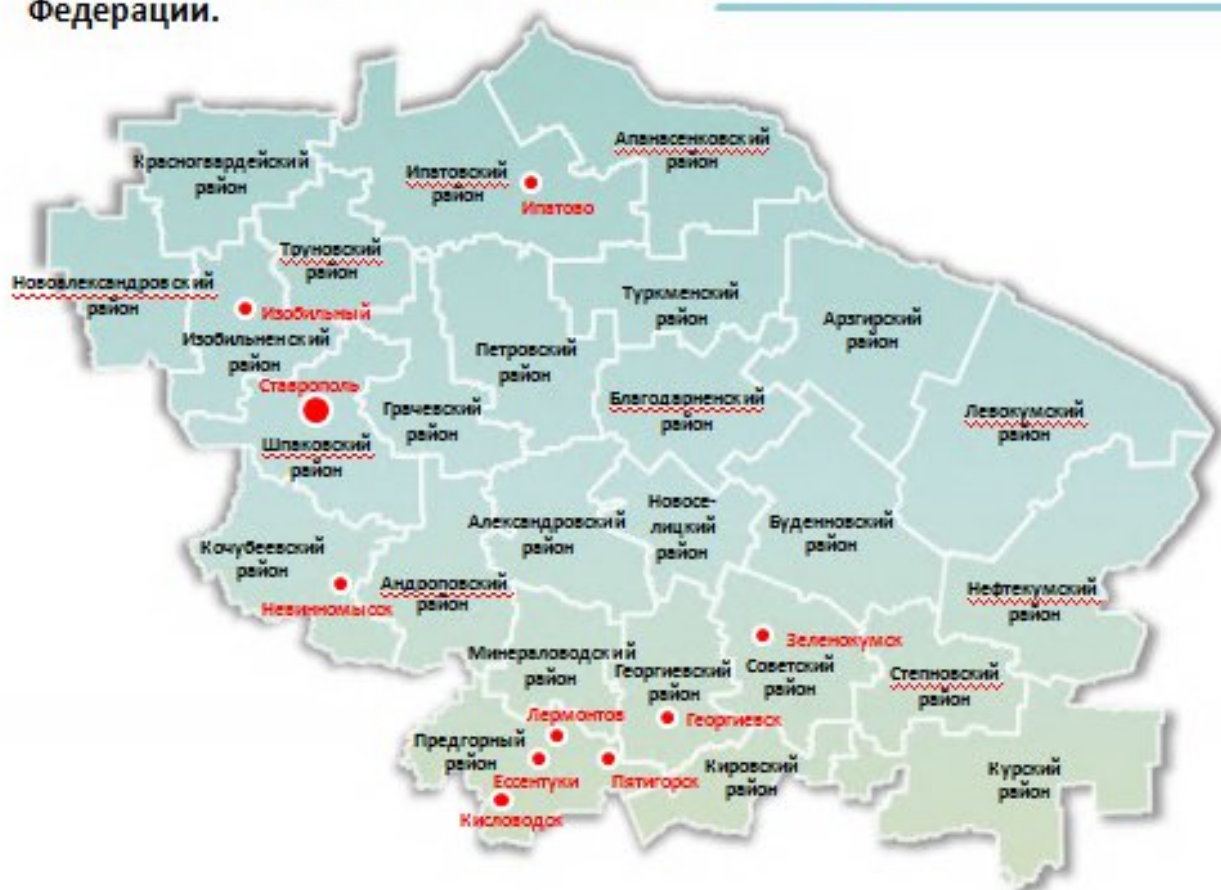 Федерации.
Апанасенковский
район
Красногвардейский
район
Ипатовский
район
Ипатово
Труновский
район
Нововлександровский
район
Изобильный
Туркменский
район
Арзгирский
район
Изобильненский
район
Петровский
район
Ставрополь
Благодарненский
район
Грачевский
район
Левокумский
район
Шпаковский
район
Новосе-
лицкий
район
Александровский
район
Буденновский
район
Кочубеевский
район
Андроповский
район
Невинномысск
Нефтекумский
район
Зеленокумск
Минераловодский
район
Георгиевский
район
Советский
район
Степновский
район
Лермонтов
Георгиевск
Предгорный
район
Ессентуки
Пятигорск
Кировский
район
Курский
район
Кисловодск